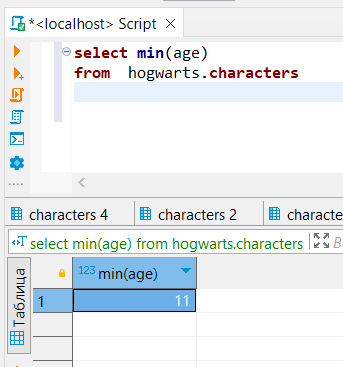 *<localhost> Script
select min(age)
from  hogwarts.characters
characters 4
characters 2
characte
select min(age) from hogwarts.characters
Таблица
123 min(age)
1
11